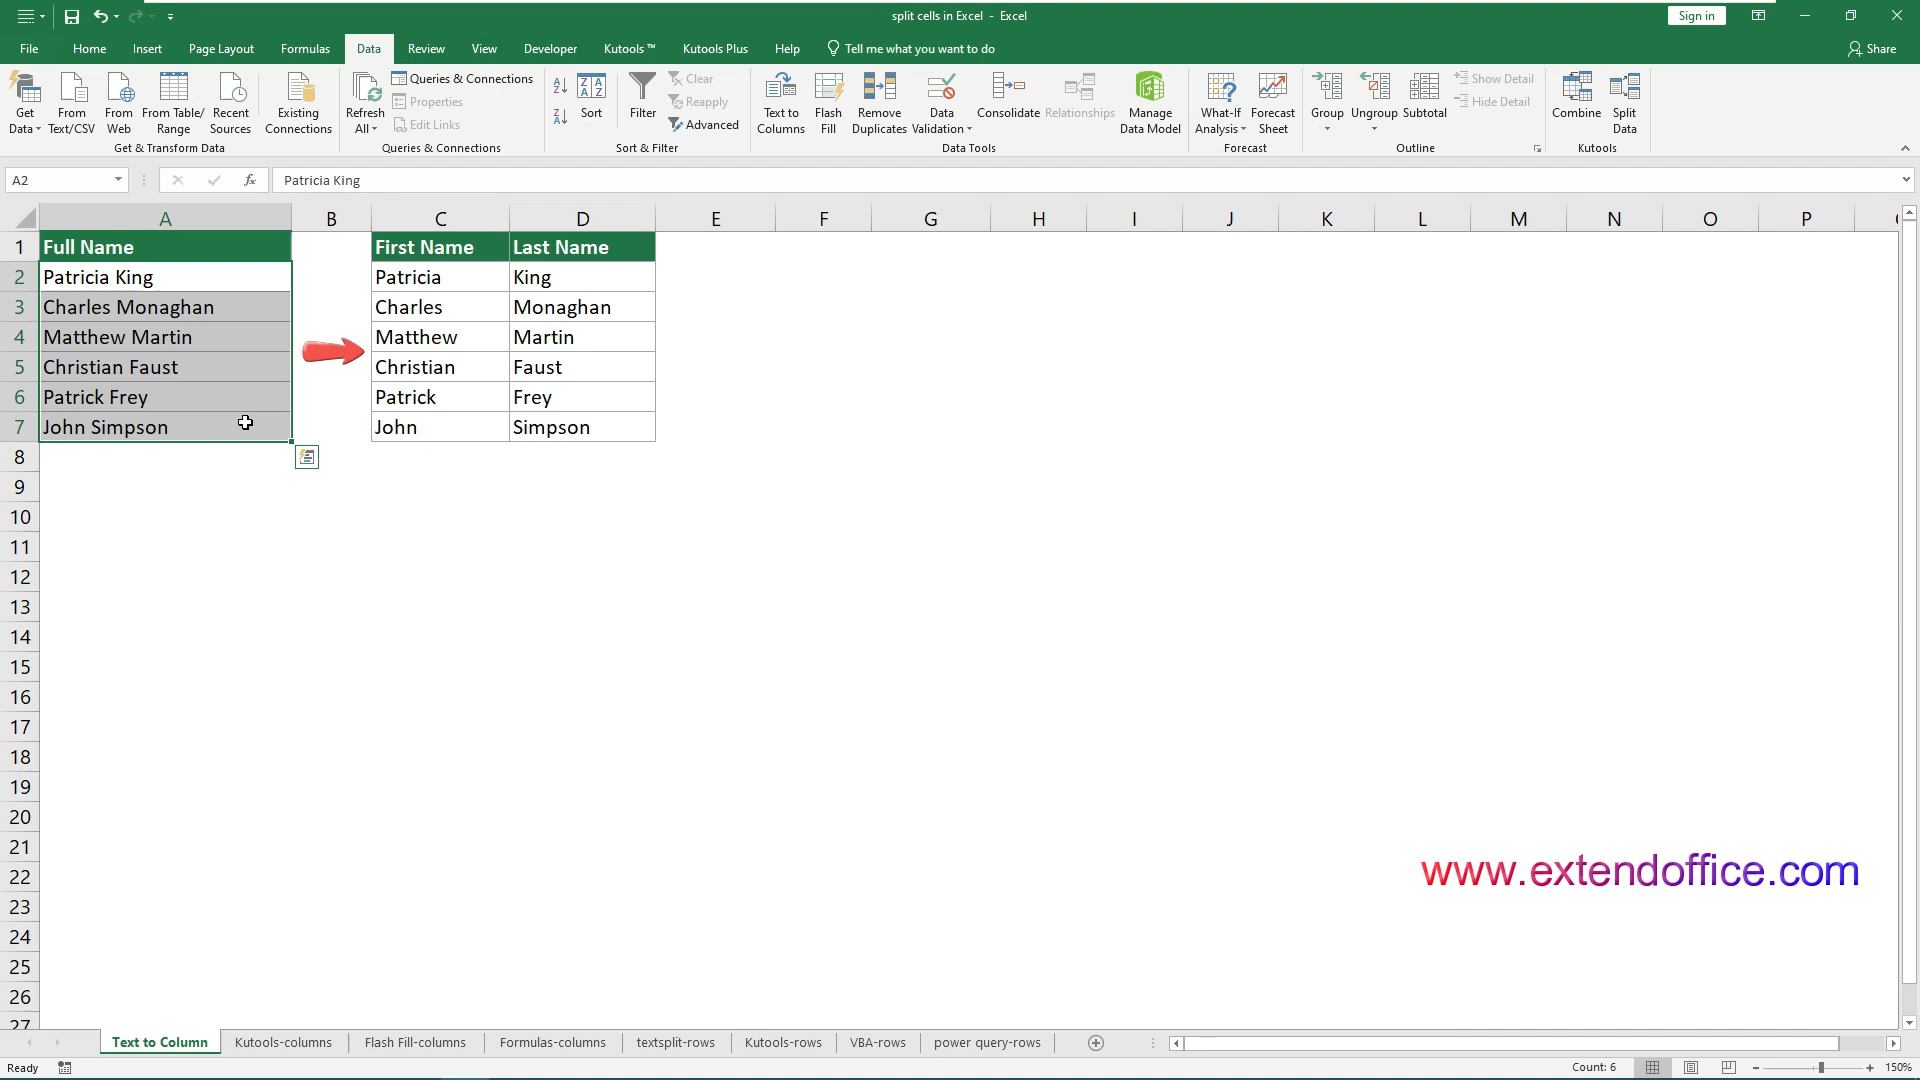 split cells in Excel - Excel
Sign in
File Home Insert Page Layout Formulas Data Review View Developer Kutools ™ Kutools Plus Help Tell me what you want to do Share
Get Data
From Text/CSV
From Web
From Table/ Range
Recent Sources
Existing Connections
Get & Transform Data
Refresh All
Queries & Connections
Properties
Edit Links
Queries & Connections
Sort
Filter
Clear
Reapply
Advanced
Sort & Filter
Text to Columns
Flash Fill
Remove Duplicates
Data Validation
Consolidate
Relationships
Manage Data Model
Data Tools
What-If Analysis
Forecast Sheet
Forecast
Group
Ungroup
Subtotal
Show Detail
Hide Detail
Outline
Combine
Split Data
Kutools
A2 fx Patricia King
A B C D E F G H I J K L M N O P
1 Full Name First Name Last Name
2 Patricia King Patricia King
3 Charles Monaghan Charles Monaghan
4 Matthew Martin Matthew Martin
5 Christian Faust Christian Faust
6 Patrick Frey Patrick Frey
7 John Simpson John Simpson
8
9
10
11
12
13
14
15
16
17
18
19
20
21
22
23
24
25
26
27
www.extendoffice.com
Text to Column Kutools-columns Flash Fill-columns Formulas-columns textsplit-rows Kutools-rows VBA-rows power query-rows
Ready Count: 6 150%